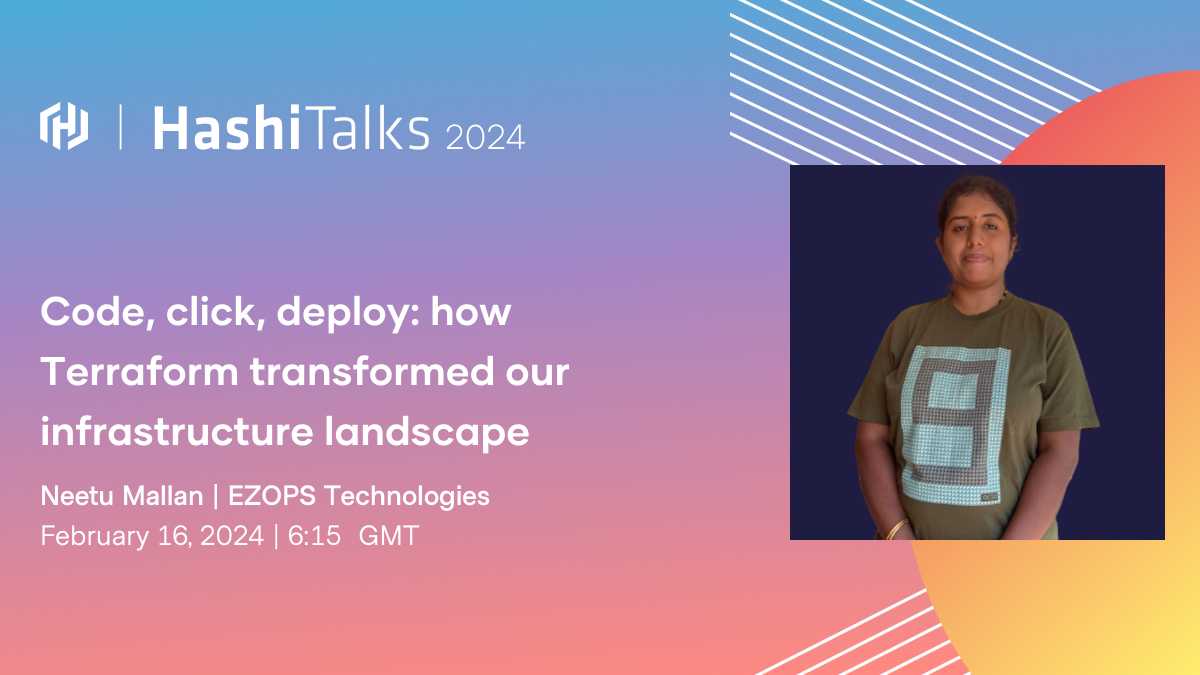 HashiTalks 2024
Code, click, deploy: how
Terraform transformed our
infrastructure landscape
Neetu Mallan | EZOPS Technologies
February 16, 2024 | 6:15 GMT